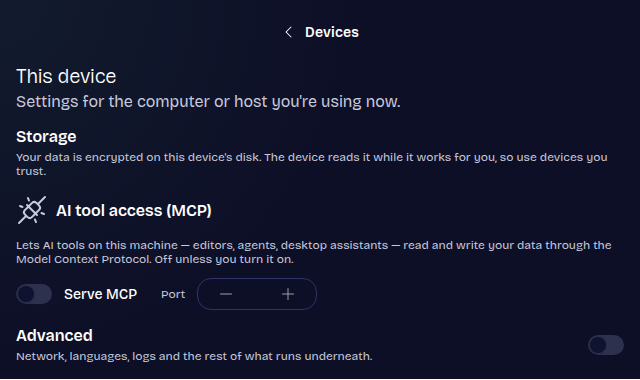 Devices
This device
Settings for the computer or host you're using now.
Storage
Your data is encrypted on this device's disk. The device reads it while it works for you, so use devices you
trust.
AI tool access (MCP)
Lets AI tools on this machine — editors, agents, desktop assistants — read and write your data through the
Model Context Protocol. Off unless you turn it on.
Serve MCP Port
Advanced
Network, languages, logs and the rest of what runs underneath.